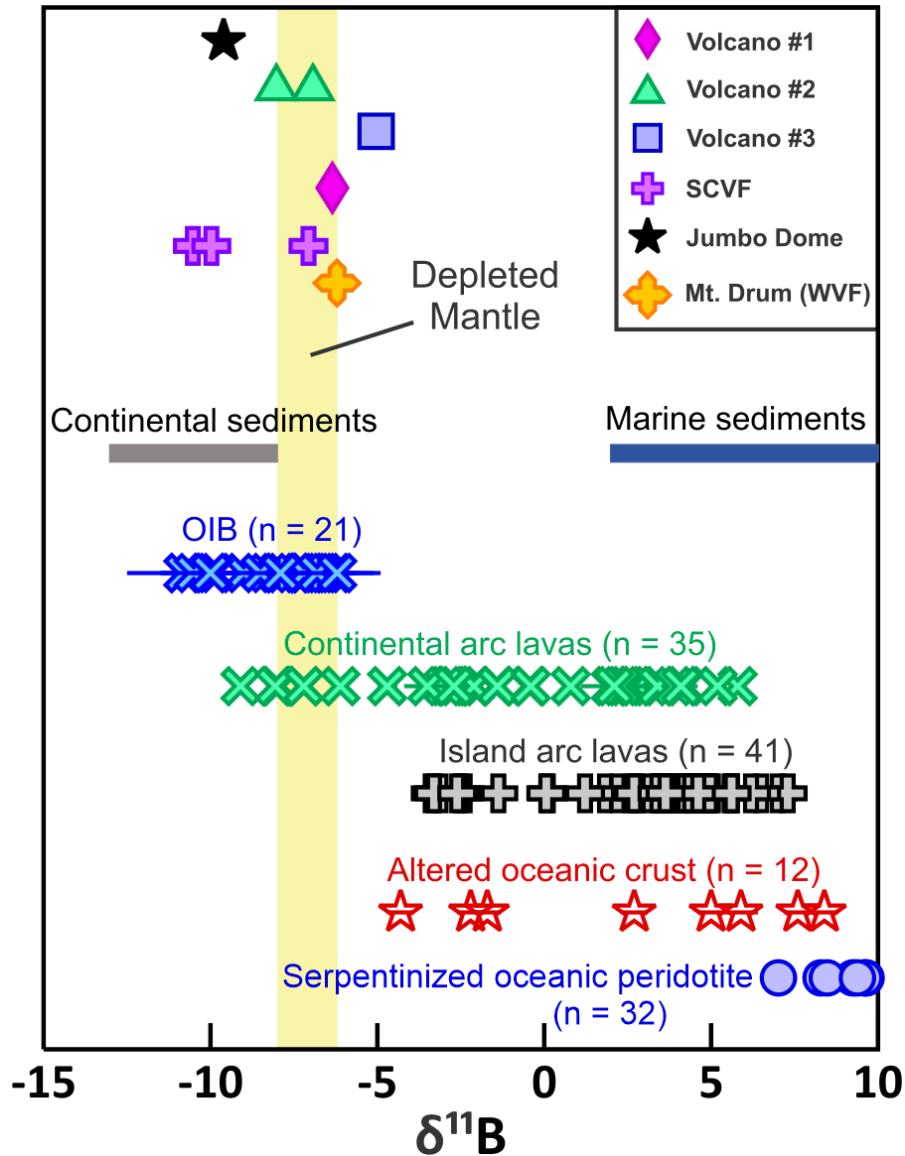 Volcano #1
Volcano #2
Volcano #3
SCVF
Jumbo Dome
Mt. Drum (WVF)
Depleted
Mantle
Continental sediments
Marine sediments
OIB (n = 21)
Continental arc lavas (n = 35)
Island arc lavas (n = 41)
Altered oceanic crust (n = 12)
Serpentinized oceanic peridotite
(n = 32)
-15 -10 -5 0 5 10
δ¹¹B